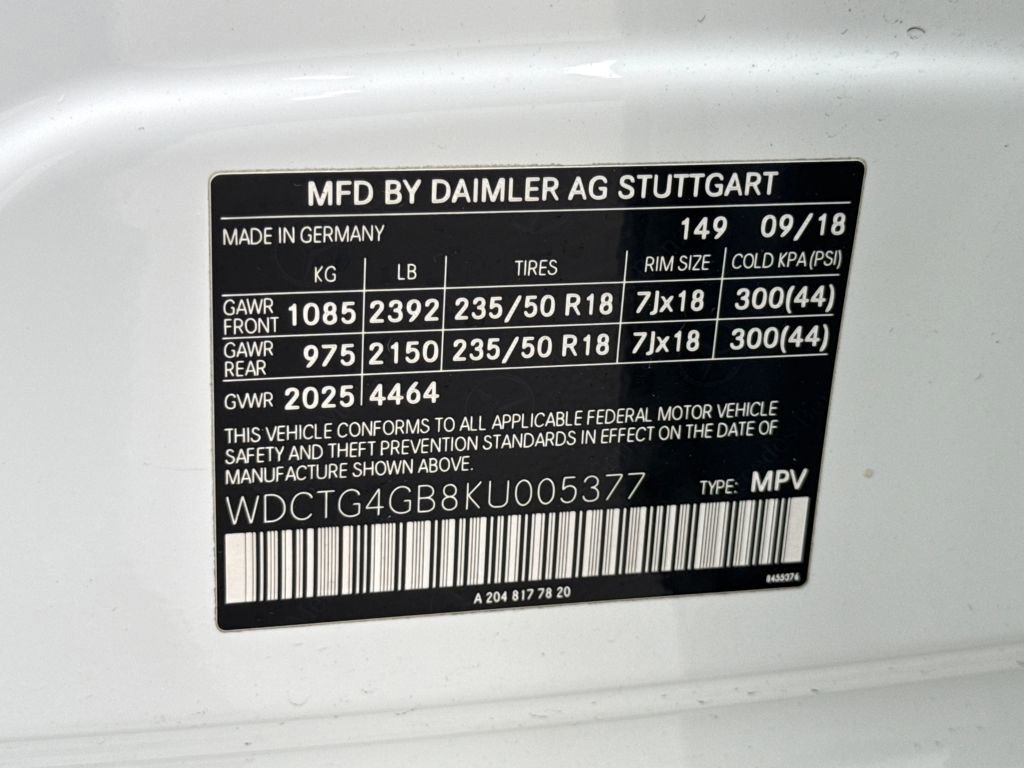 MFD BY DAIMLER AG STUTTGART
MADE IN GERMANY 149 09/18
KG LB TIRES RIM SIZE COLD KPA(PSI)
GAWR FRONT 1085 2392 235/50 R18 7Jx18 300(44)
GAWR REAR 975 2150 235/50 R18 7Jx18 300(44)
GVWR 2025 4464
THIS VEHICLE CONFORMS TO ALL APPLICABLE FEDERAL MOTOR VEHICLE
SAFETY AND THEFT PREVENTION STANDARDS IN EFFECT ON THE DATE OF
MANUFACTURE SHOWN ABOVE.
WDCTG4GB8KU005377 TYPE: MPV
A 204 817 78 20 8455376